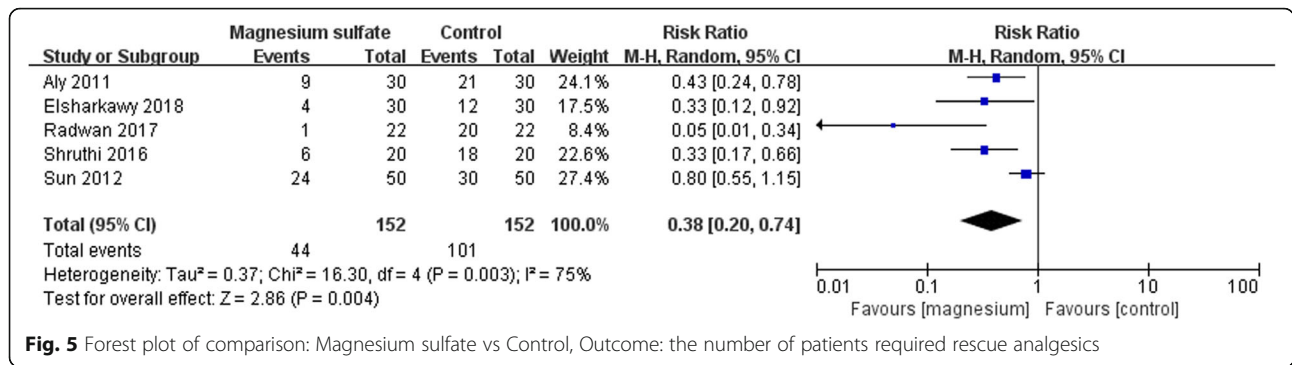 Magnesium sulfate Control Risk Ratio Risk Ratio
Study or Subgroup Events Total Events Total Weight M-H, Random, 95% CI M-H, Random, 95% CI
Aly 2011 9 30 21 30 24.1% 0.43 [0.24, 0.78]
Elsharkawy 2018 4 30 12 30 17.5% 0.33 [0.12, 0.92]
Radwan 2017 1 22 20 22 8.4% 0.05 [0.01, 0.34]
Shruthi 2016 6 20 18 20 22.6% 0.33 [0.17, 0.66]
Sun 2012 24 50 30 50 27.4% 0.80 [0.55, 1.15]
Total (95% CI) 152 152 100.0% 0.38 [0.20, 0.74]
Total events 44 101
Heterogeneity: Tau² = 0.37; Chi² = 16.30, df = 4 (P = 0.003); I² = 75%
Test for overall effect: Z = 2.86 (P = 0.004)
0.01 0.1 1 10 100
Favours [magnesium] Favours [control]
Fig. 5 Forest plot of comparison: Magnesium sulfate vs Control, Outcome: the number of patients required rescue analgesics